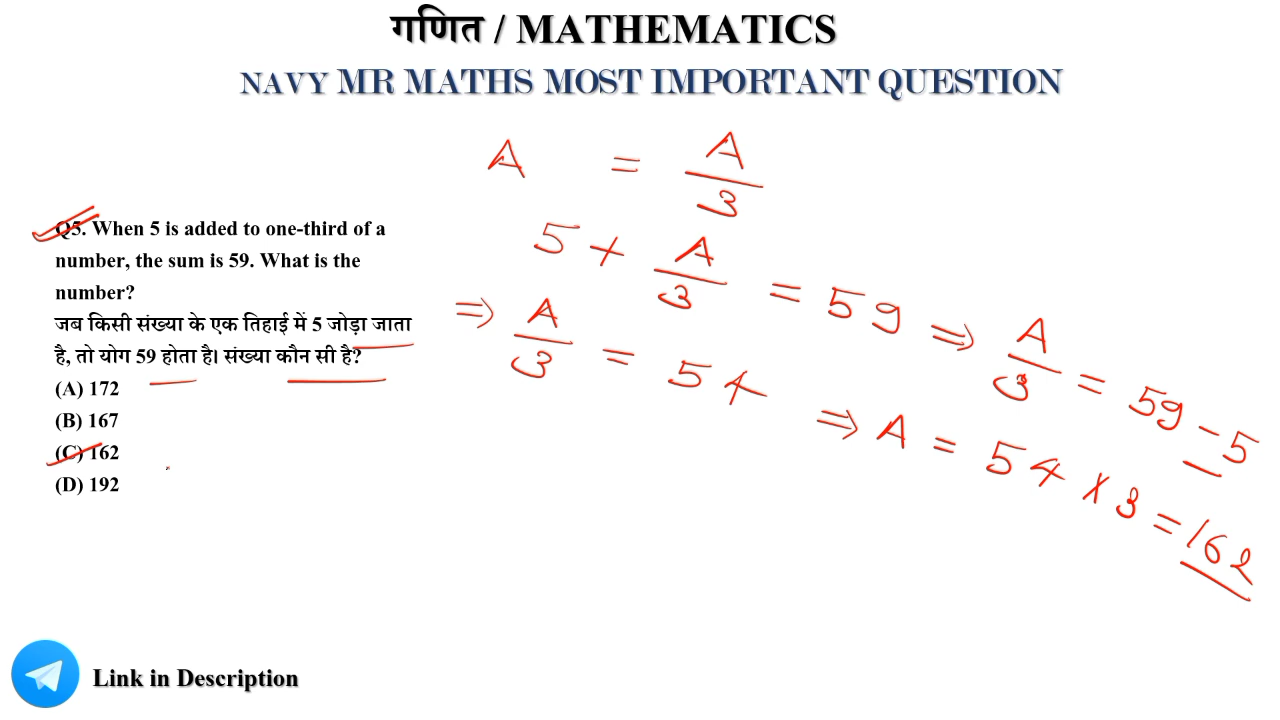 गणित / MATHEMATICS
NAVY MR MATHS MOST IMPORTANT QUESTION
A = A/3
Q5. When 5 is added to one-third of a
number, the sum is 59. What is the
number?
जब किसी संख्या के एक तिहाई में 5 जोड़ा जाता
है, तो योग 59 होता है। संख्या कौन सी है?
(A) 172
(B) 167
(C) 162
(D) 192
5 + A/3 = 59 ⇒ A/3 = 59 - 5
⇒ A/3 = 54
⇒ A = 54 × 3 = 162
Link in Description